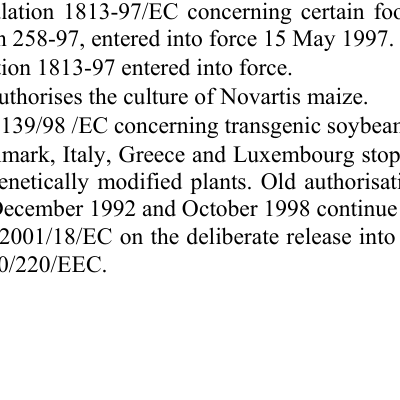 lation 1813-97/EC concerning certain foo
n 258-97, entered into force 15 May 1997.
tion 1813-97 entered into force.
uthorises the culture of Novartis maize.
139/98 /EC concerning transgenic soybean
mark, Italy, Greece and Luxembourg stop
enetically modified plants. Old authorisati
December 1992 and October 1998 continue
2001/18/EC on the deliberate release into
0/220/EEC.